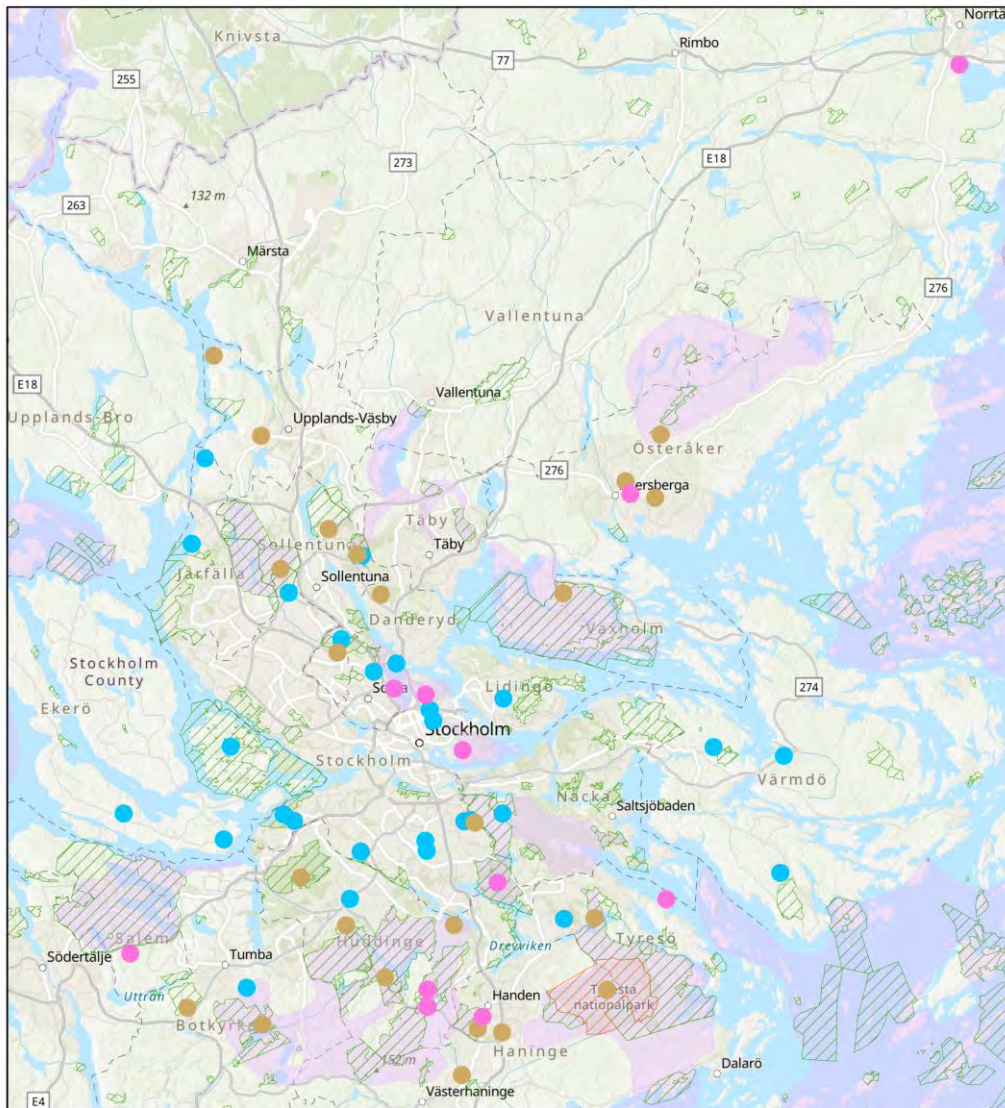 Knivsta
Rimbo
Norrtä
77
255
273
E18
132 m
263
Märsta
276
Vallentuna
E18
Vallentuna
Upplands-Bro
Upplands-Väsby
Österåker
276
ersberga
Täby
Sollentuna
Täby
Järfälla
Sollentuna
Danderyd
Vaxholm
Stockholm
County
274
Lidingö
Ekerö
Stockholm
Stockholm
Värmdö
Nacka
Saltsjöbaden
Salem
Huddinge
Drevviken
Tyresö
Södertälje
Tumba
Uttran
Handen
nationalpark
Botkyrka
Haninge
152 m
Dalarö
Västerhaninge
E4